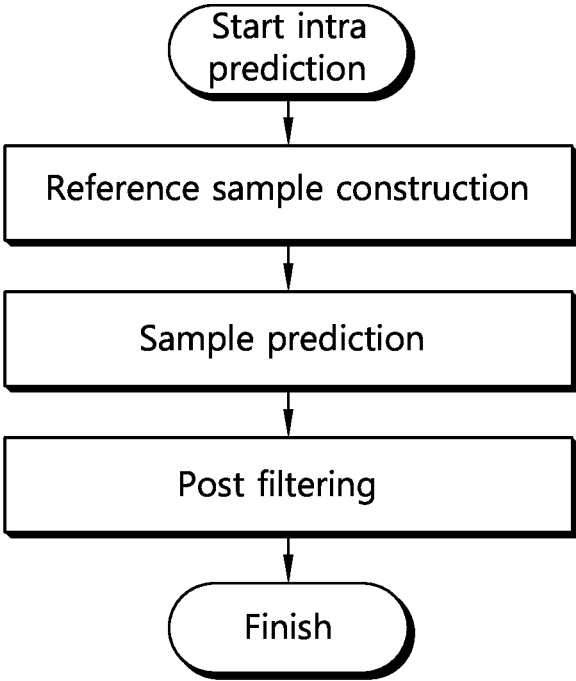 Start intra
prediction
Reference sample construction
Sample prediction
Post filtering
Finish